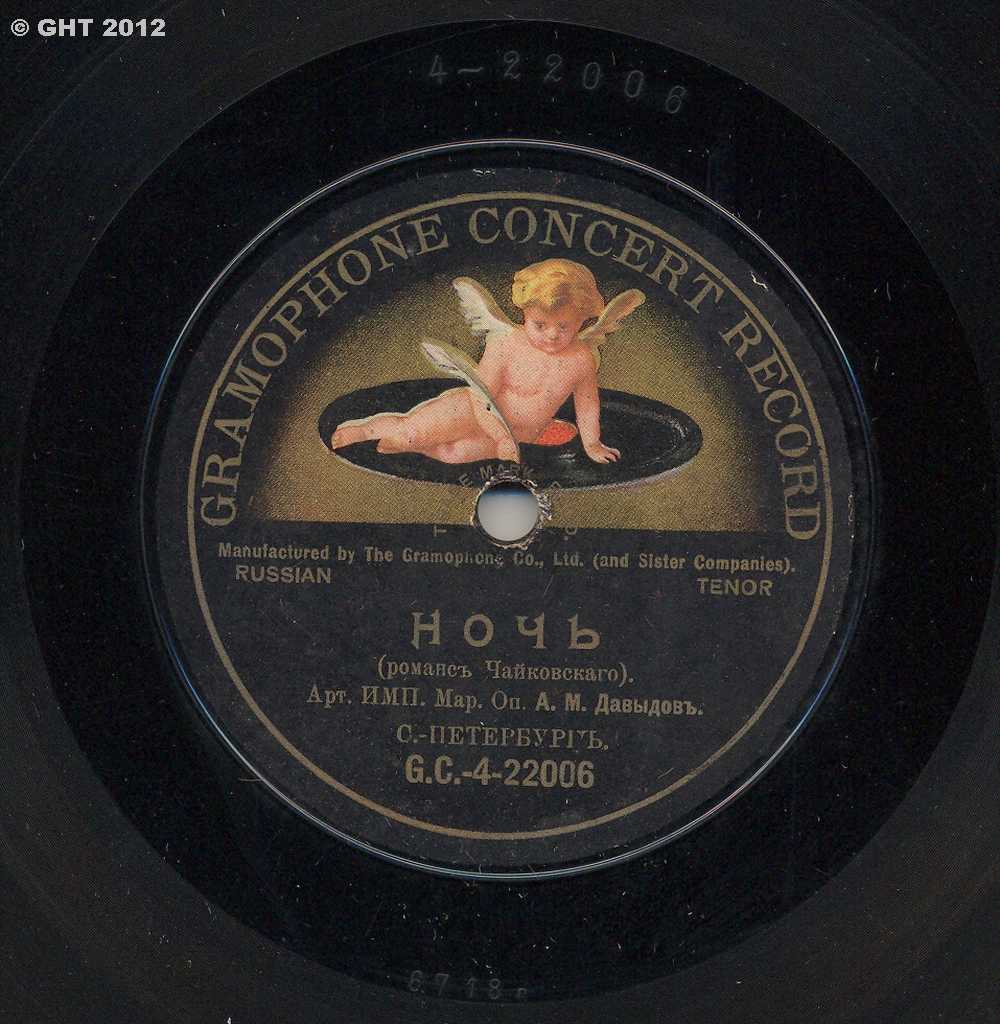 © GHT 2012
4-22006
GRAMOPHONE CONCERT RECORD
MARK
Manufactured by The Gramophone Co., Ltd. (and Sister Companies).
RUSSIAN
TENOR
НОЧЬ
(романсъ Чайковскаго).
Арт. ИМП. Мар. Оп. А. М. Давыдовъ.
С.-ПЕТЕРБУРГЪ.
G.C.-4-22006